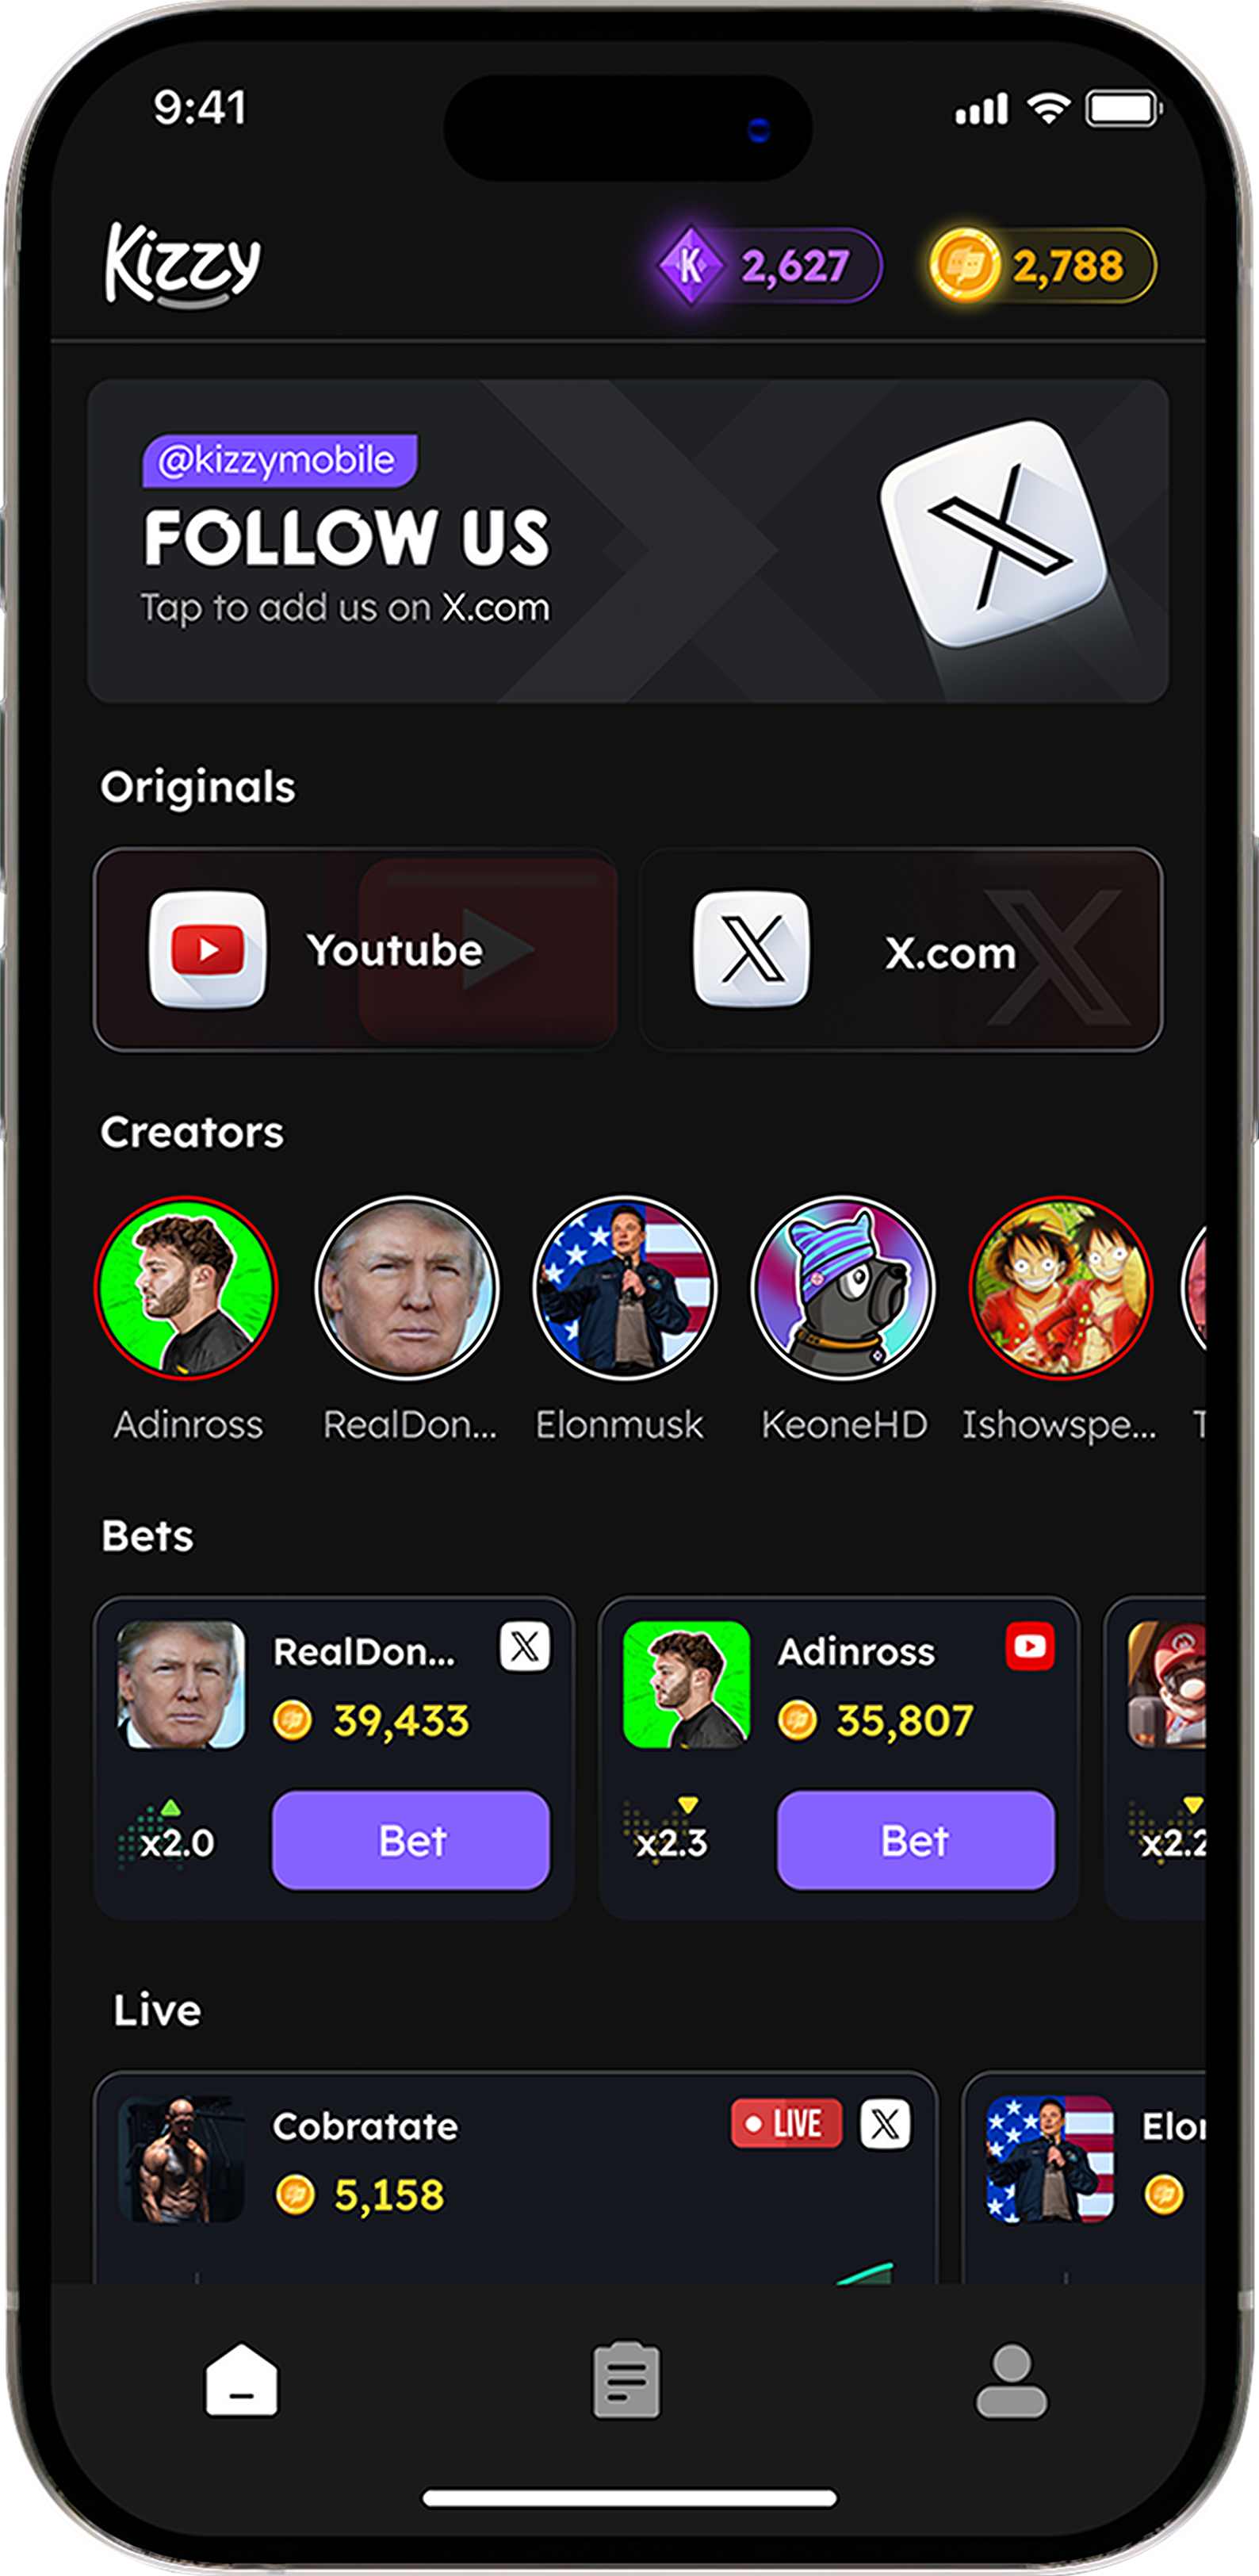 9:41
Kizzy
K 2,627
2,788
@kizzymobile
FOLLOW US
Tap to add us on X.com
Originals
Youtube
X.com
Creators
Adinross
RealDon...
Elonmusk
KeoneHD
Ishowspe...
T
Bets
RealDon...
39,433
x2.0
Bet
Adinross
35,807
x2.3
Bet
x2.2
Live
Cobratate
LIVE
5,158
Elon